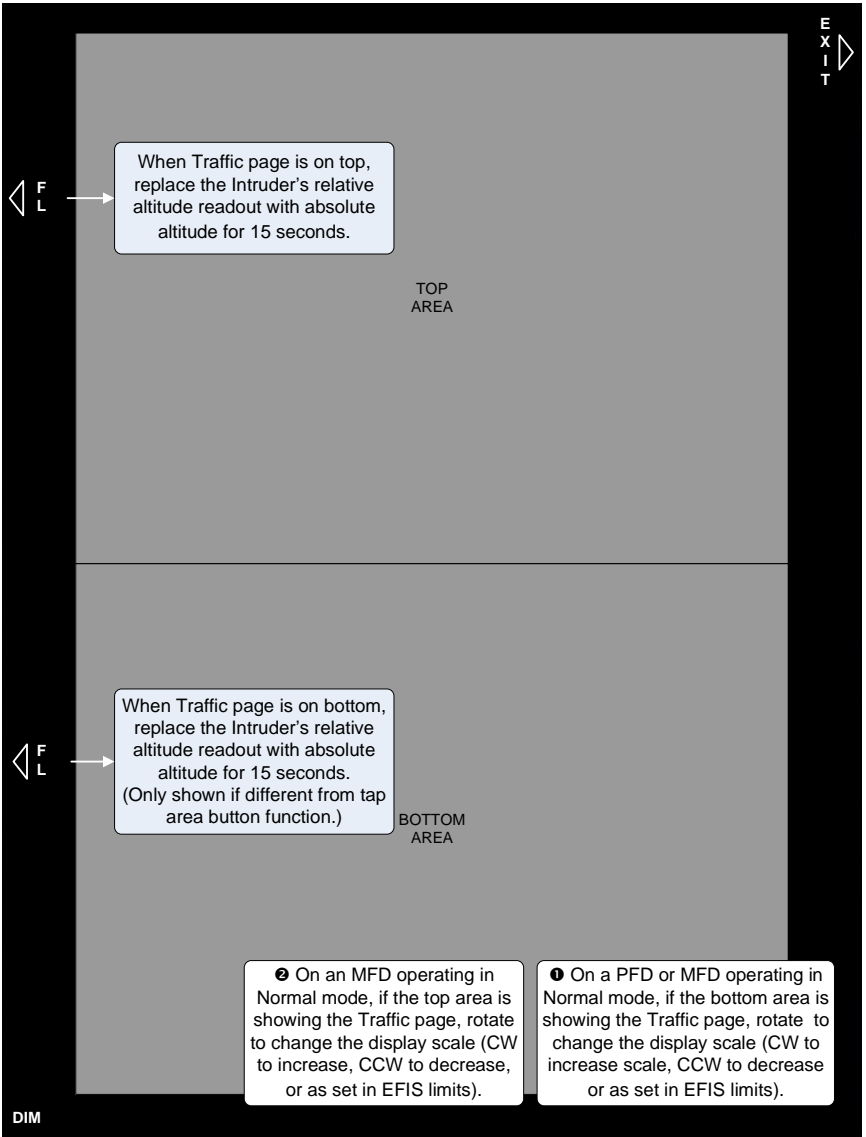 E
X
I
T
F
L
When Traffic page is on top,
replace the Intruder's relative
altitude readout with absolute
altitude for 15 seconds.
TOP
AREA
F
L
When Traffic page is on bottom,
replace the Intruder's relative
altitude readout with absolute
altitude for 15 seconds.
(Only shown if different from tap
area button function.)
BOTTOM
AREA
❷ On an MFD operating in
Normal mode, if the top area is
showing the Traffic page, rotate
to change the display scale (CW
to increase, CCW to decrease,
or as set in EFIS limits).
❶ On a PFD or MFD operating in
Normal mode, if the bottom area is
showing the Traffic page, rotate to
change the display scale (CW to
increase scale, CCW to decrease
or as set in EFIS limits).
DIM